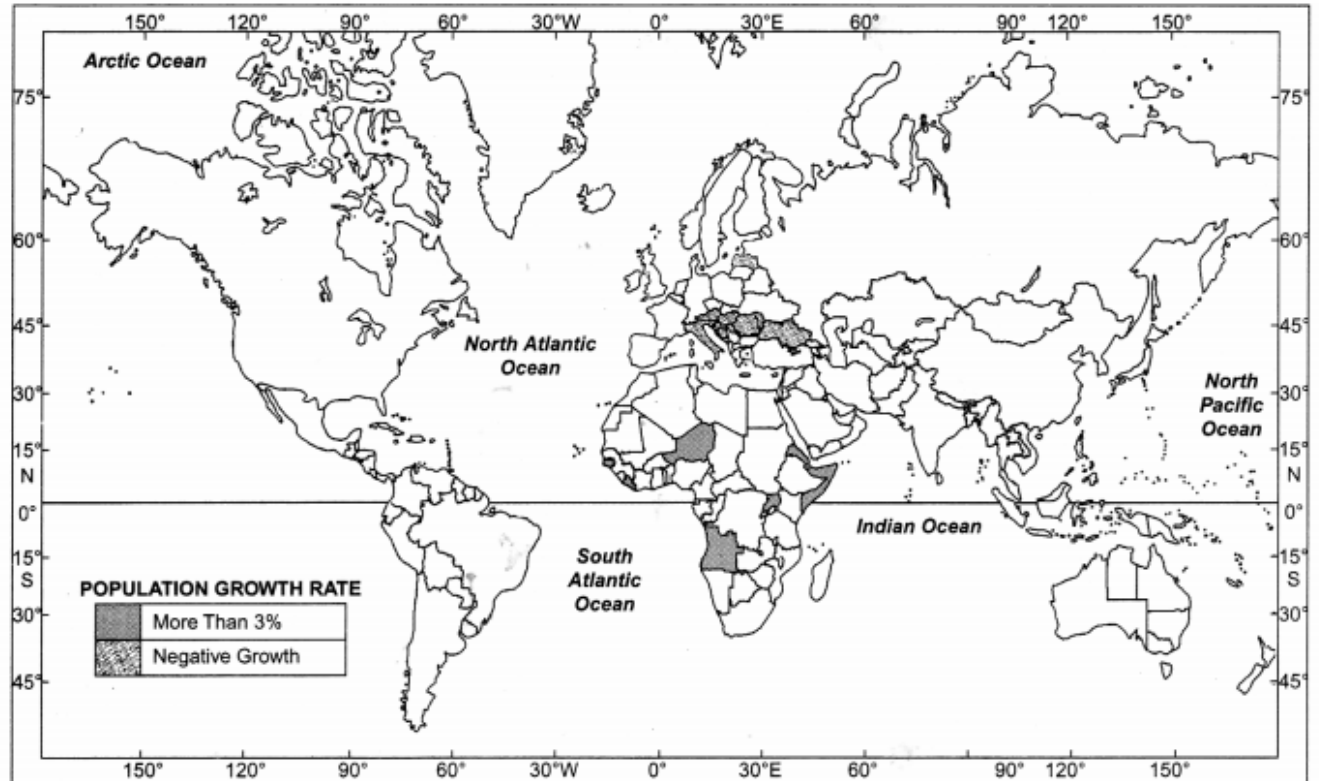 150° 120° 90° 60° 30°W 0° 30°E 60° 90° 120° 150°
Arctic Ocean
75° 75°
60° 60°
45° 45°
North Atlantic
Ocean
30° 30°
North
Pacific
Ocean
15° 15°
N N
0° 0°
Indian Ocean
South
Atlantic
Ocean
15° 15°
S S
POPULATION GROWTH RATE
More Than 3%
Negative Growth
30° 30°
45° 45°
150° 120° 90° 60° 30°W 0° 30°E 60° 90° 120° 150°